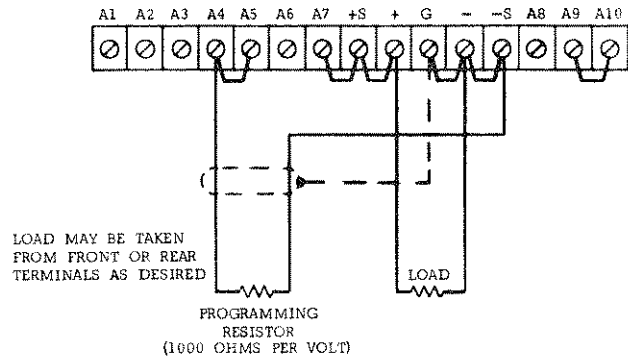 A1 A2 A3 A4 A5 A6 A7 +S + G - -S A8 A9 A10
LOAD MAY BE TAKEN
FROM FRONT OR REAR
TERMINALS AS DESIRED
LOAD
PROGRAMMING
RESISTOR
(1000 OHMS PER VOLT)